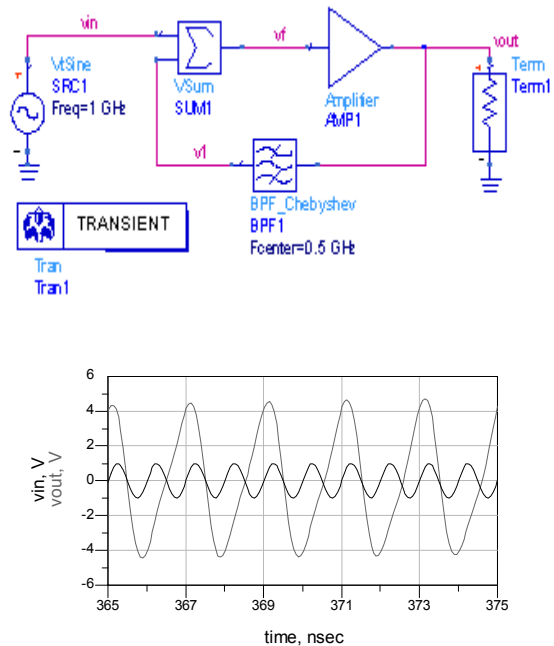 vin
vf
vout
VtSine
SRC1
Freq=1 GHz
VSum
SUM1
Amplifier
AMP1
Term
Term1
v1
BPF_Chebyshev
BPF1
Fcenter=0.5 GHz
TRANSIENT
Tran
Tran1
vin, V
vout, V
6
4
2
0
-2
-4
-6
365 367 369 371 373 375
time, nsec